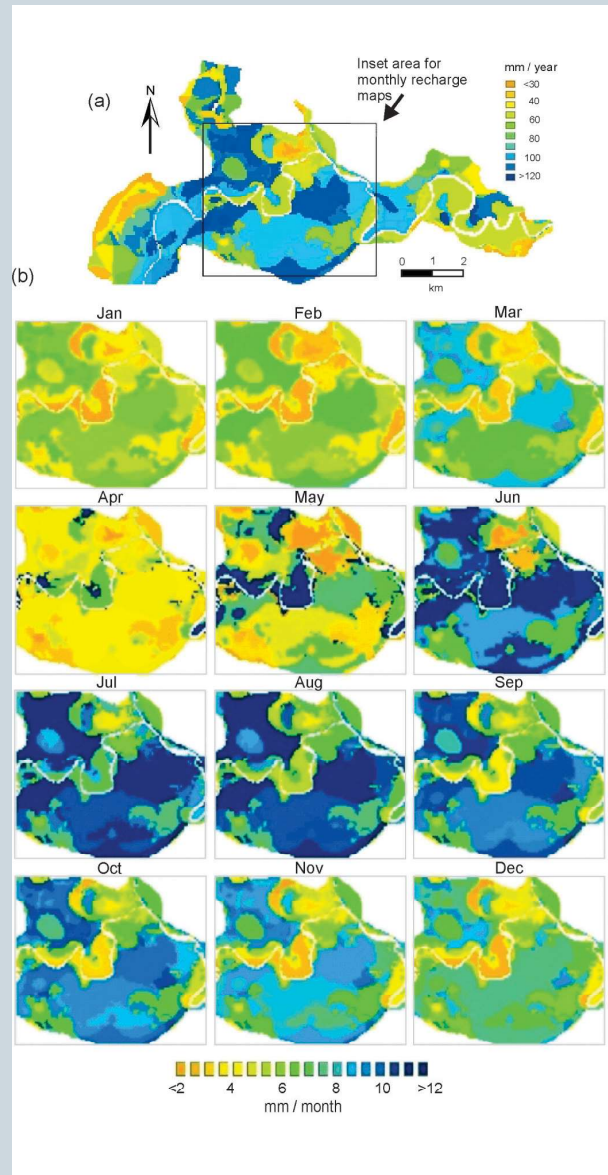 (a)
N
Inset area for
monthly recharge
maps
mm / year
<30
40
60
80
100
>120
0 1 2
km
(b)
Jan Feb Mar
Apr May Jun
Jul Aug Sep
Oct Nov Dec
<2 4 6 8 10 >12
mm / month